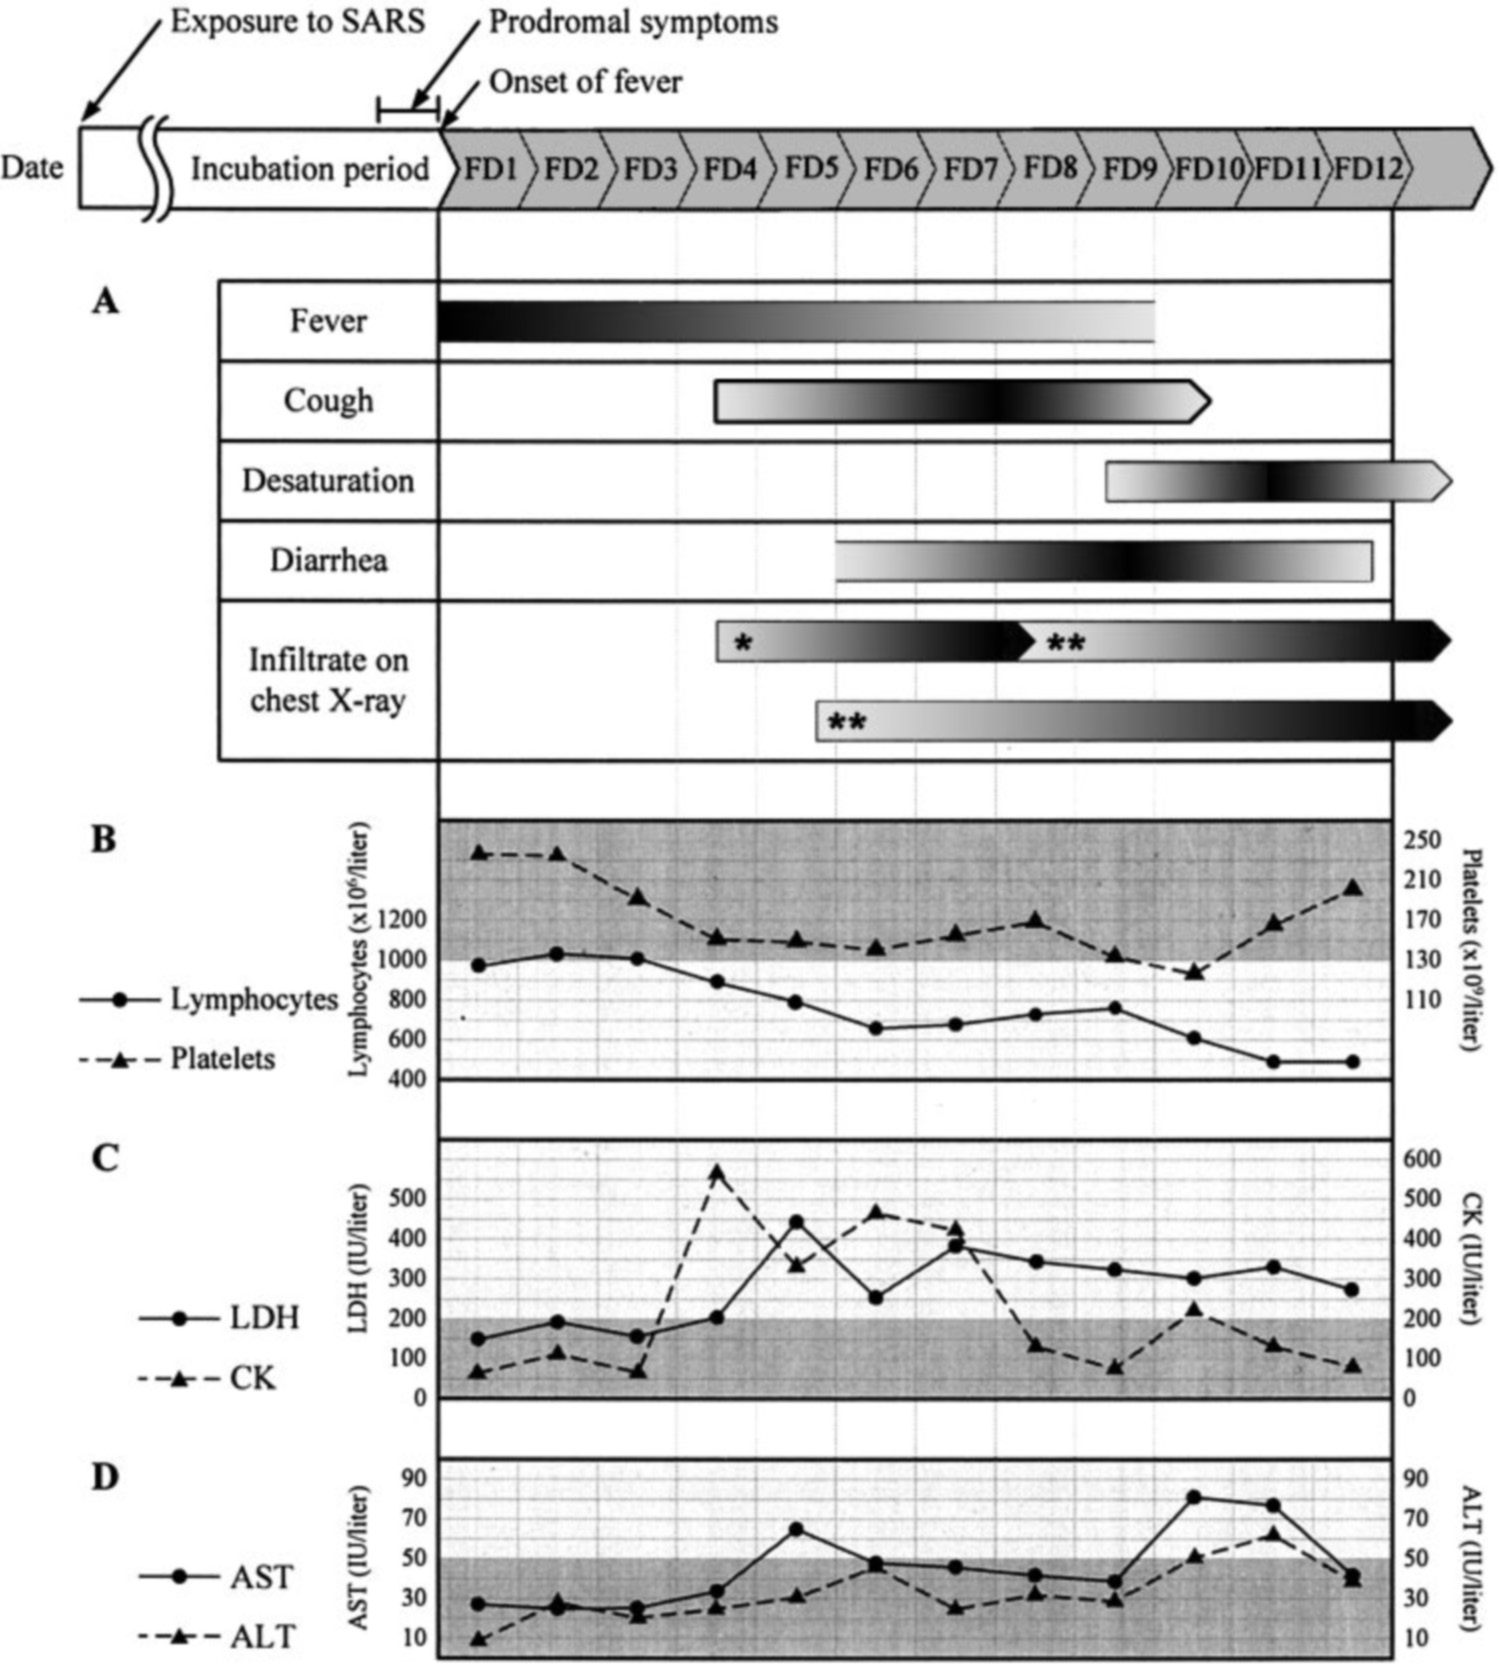 Exposure to SARS
Prodromal symptoms
Onset of fever
Date
Incubation period
FD1 FD2 FD3 FD4 FD5 FD6 FD7 FD8 FD9 FD10 FD11 FD12
A
Fever
Cough
Desaturation
Diarrhea
Infiltrate on
chest X-ray
*
**
**
B
Lymphocytes
Platelets
Lymphocytes (x10⁶/liter)
1200
1000
800
600
400
250
210
170
130
110
Platelets (x10⁹/liter)
C
LDH
CK
LDH (IU/liter)
500
400
300
200
100
0
600
500
400
300
200
100
0
CK (IU/liter)
D
AST
ALT
AST (IU/liter)
90
70
50
30
10
90
70
50
30
10
ALT (IU/liter)